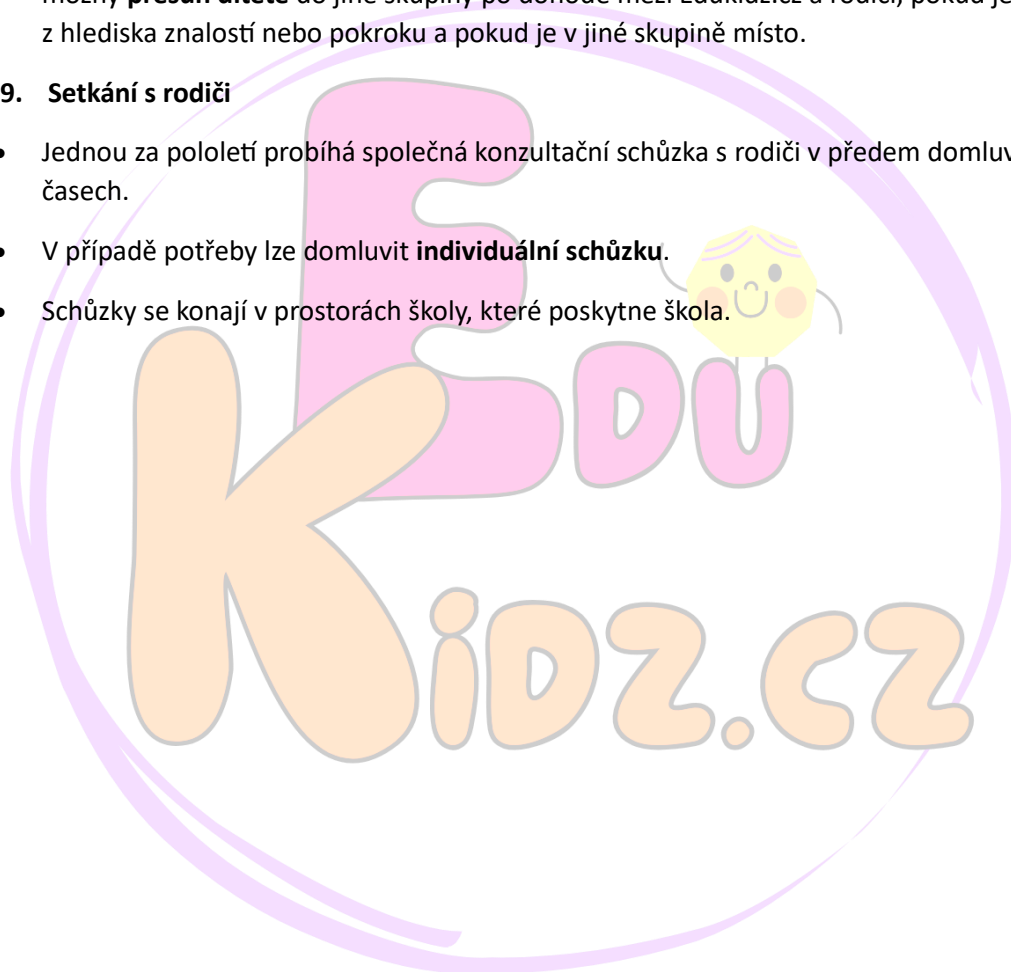 možný přesun dítěte do jiné skupiny po dohodě mezi Edukidz.cz a rodiči, pokud je
z hlediska znalostí nebo pokroku a pokud je v jiné skupině místo.
9. Setkání s rodiči
• Jednou za pololetí probíhá společná konzultační schůzka s rodiči v předem domluv
časech.
• V případě potřeby lze domluvit individuální schůzku.
• Schůzky se konají v prostorách školy, které poskytne škola.
EDU
KiDZ.CZ